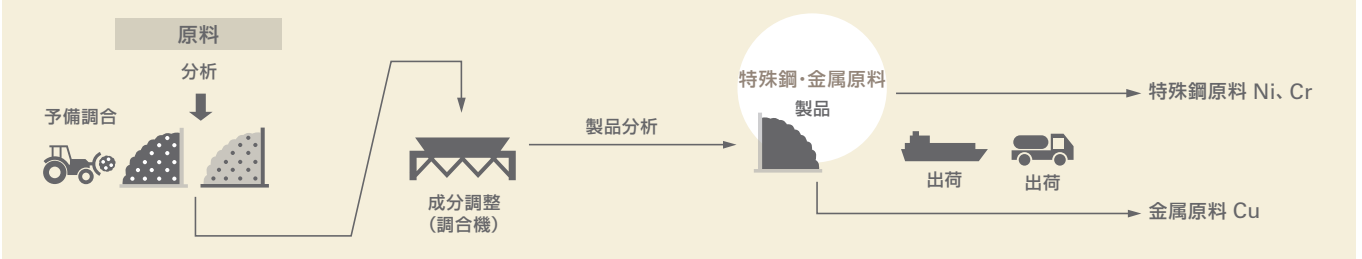 原料
分析
予備調合
成分調整
（調合機）
製品分析
特殊鋼・金属原料
製品
出荷
出荷
特殊鋼原料 Ni、Cr
金属原料 Cu